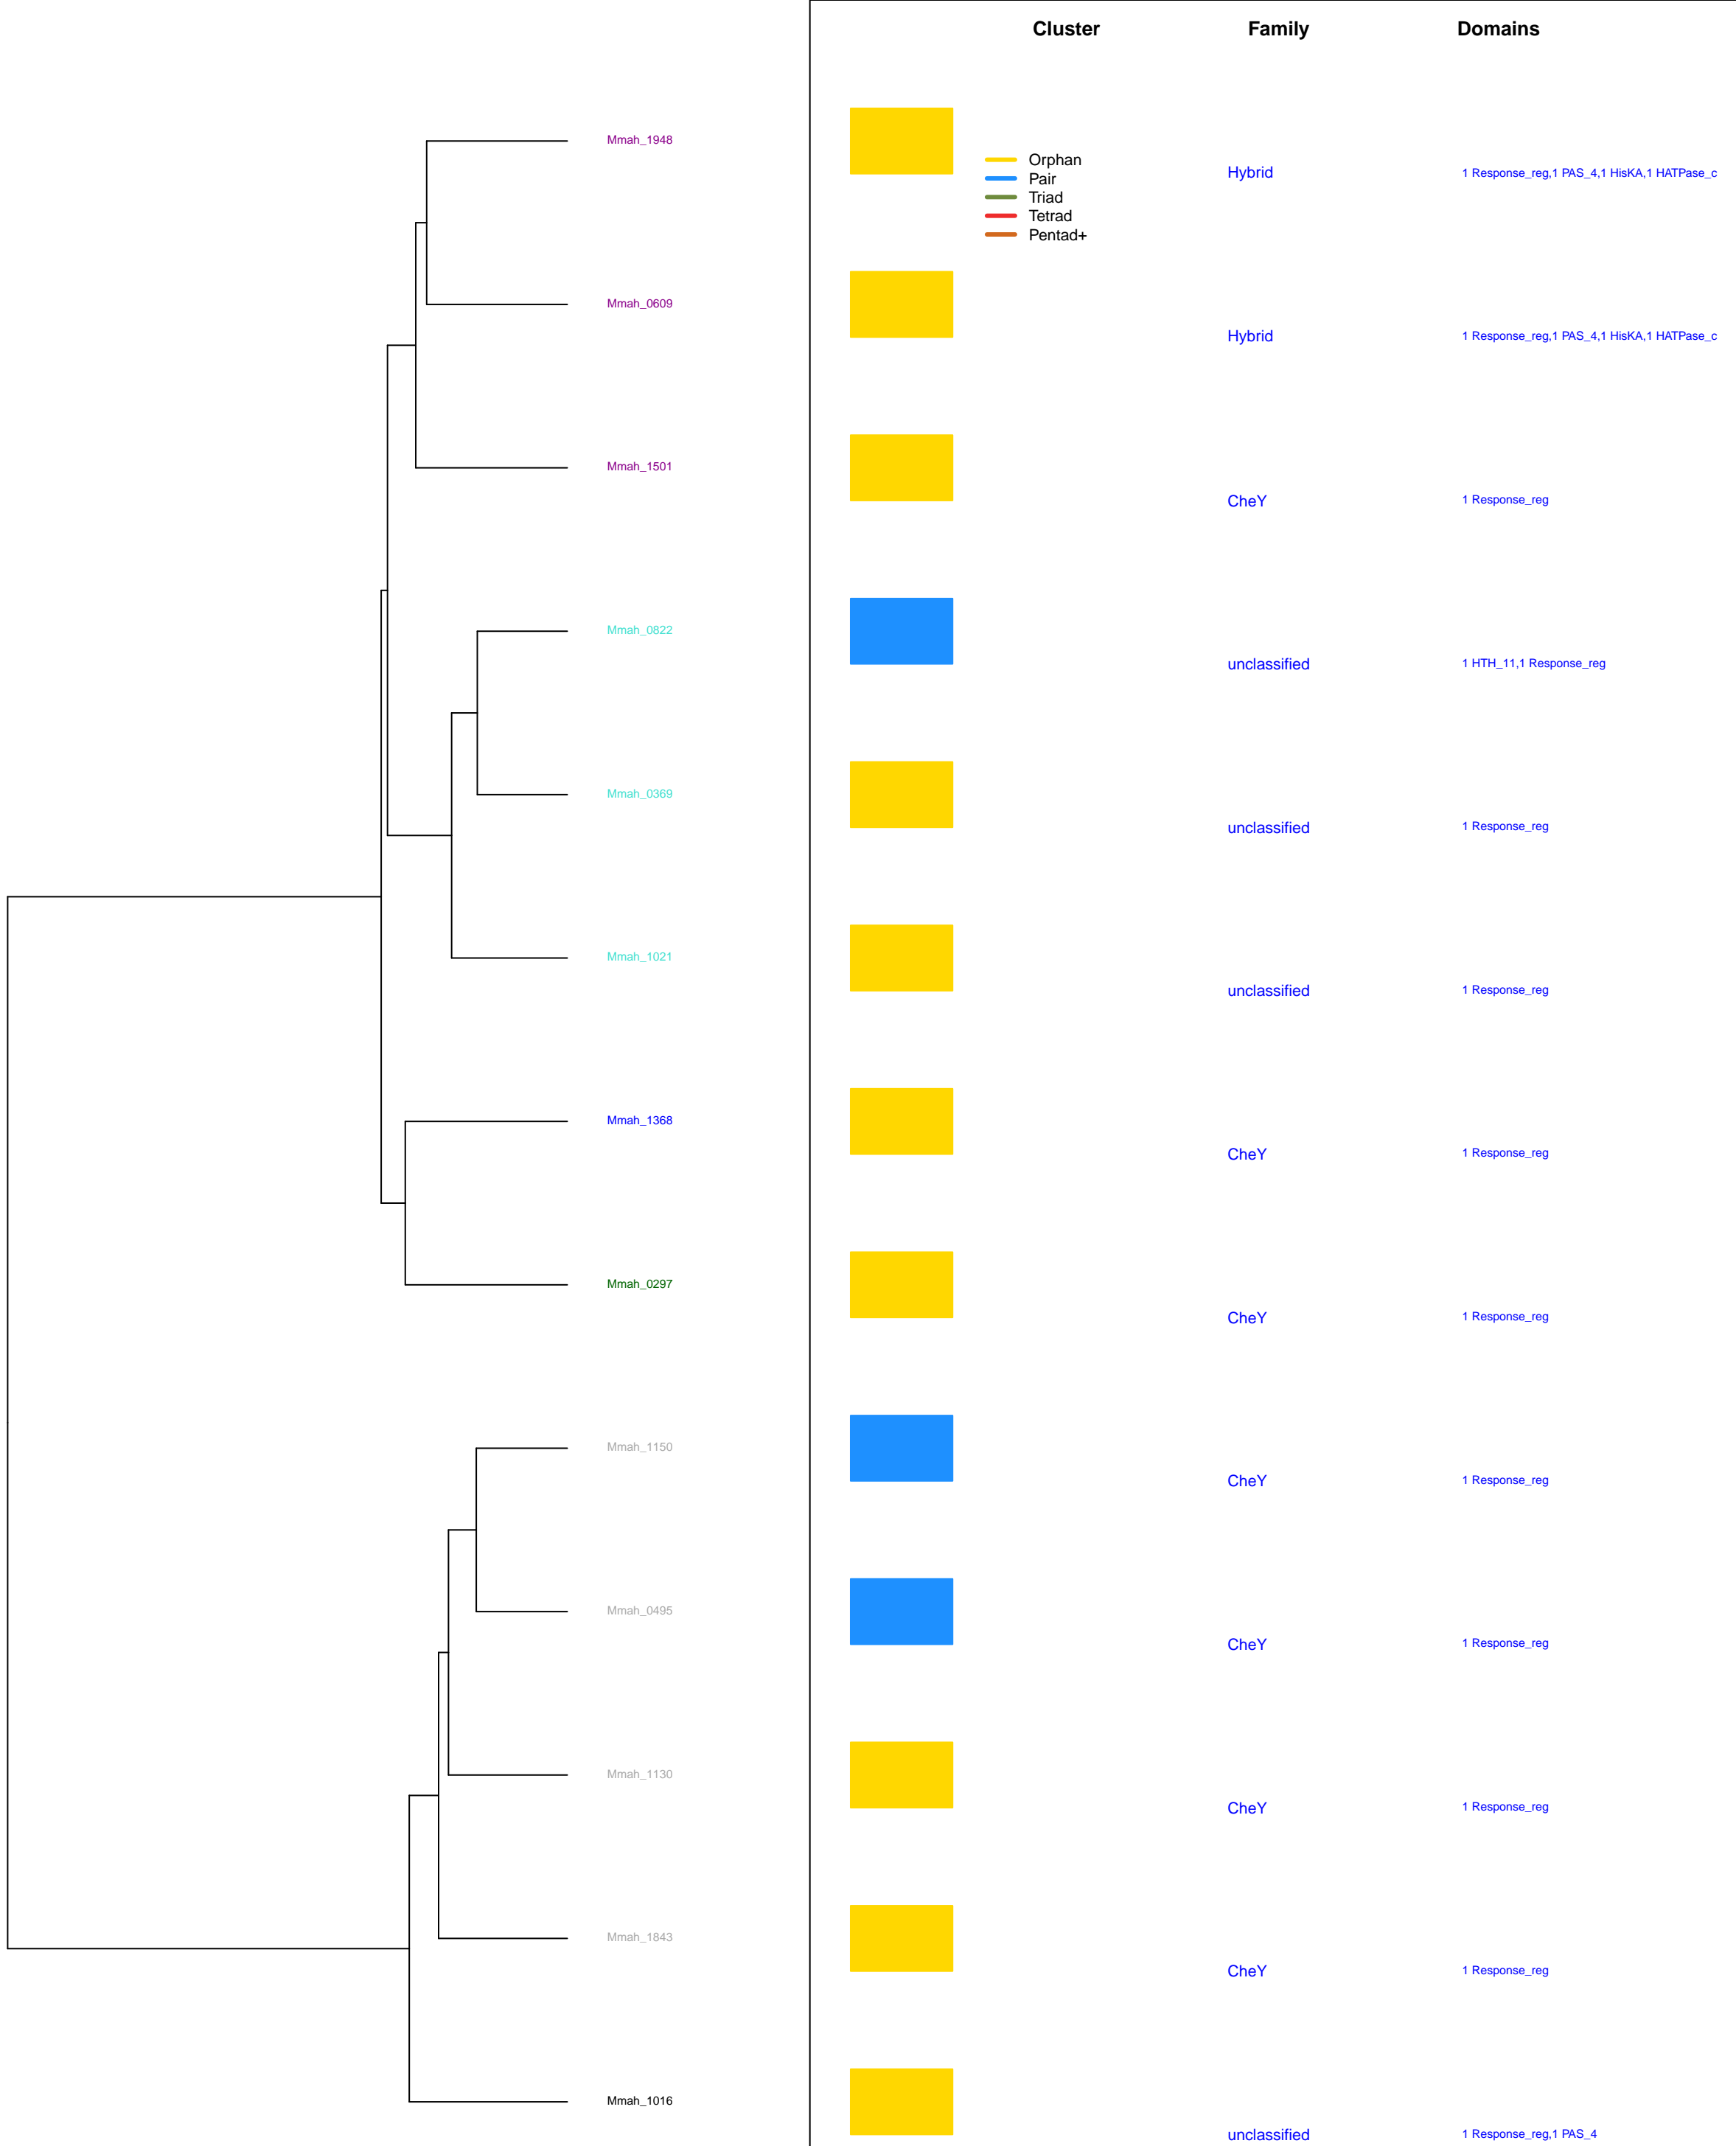 Cluster Family Domains
Mmah_1948
Orphan
Pair
Triad
Tetrad
Pentad+
Hybrid 1 Response_reg,1 PAS_4,1 HisKA,1 HATPase_c
Mmah_0609
Hybrid 1 Response_reg,1 PAS_4,1 HisKA,1 HATPase_c
Mmah_1501
CheY 1 Response_reg
Mmah_0822
unclassified 1 HTH_11,1 Response_reg
Mmah_0369
unclassified 1 Response_reg
Mmah_1021
unclassified 1 Response_reg
Mmah_1368
CheY 1 Response_reg
Mmah_0297
CheY 1 Response_reg
Mmah_1150
CheY 1 Response_reg
Mmah_0495
CheY 1 Response_reg
Mmah_1130
CheY 1 Response_reg
Mmah_1843
CheY 1 Response_reg
Mmah_1016
unclassified 1 Response_reg,1 PAS_4